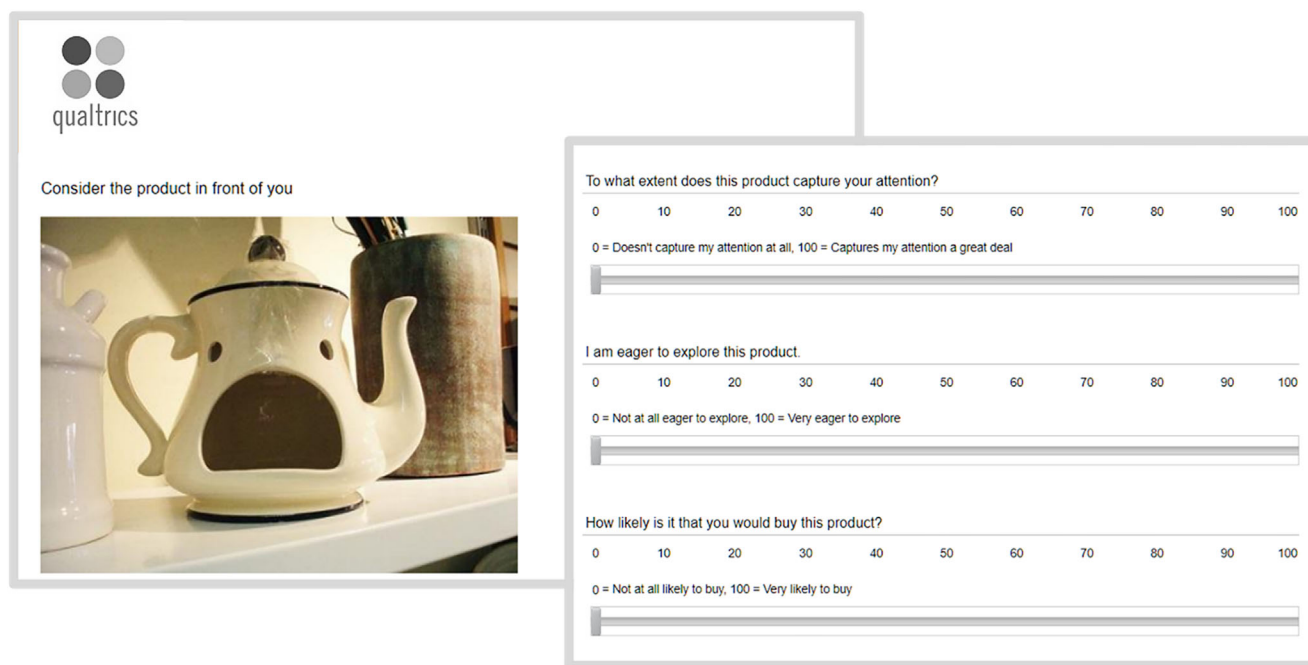 qualtrics
Consider the product in front of you
To what extent does this product capture your attention?
0 10 20 30 40 50 60 70 80 90 100
0 = Doesn't capture my attention at all, 100 = Captures my attention a great deal
I am eager to explore this product.
0 10 20 30 40 50 60 70 80 90 100
0 = Not at all eager to explore, 100 = Very eager to explore
How likely is it that you would buy this product?
0 10 20 30 40 50 60 70 80 90 100
0 = Not at all likely to buy, 100 = Very likely to buy